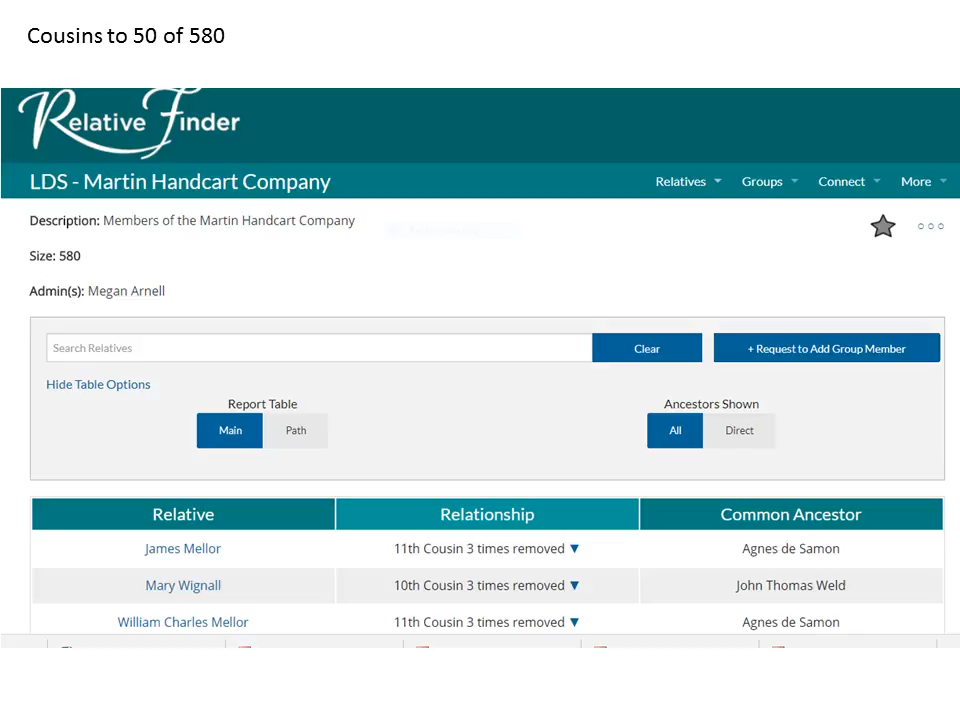 Cousins to 50 of 580
Relative Finder
LDS - Martin Handcart Company
Relatives Groups Connect More
Description: Members of the Martin Handcart Company
Size: 580
Admin(s): Megan Arnell
Search Relatives Clear + Request to Add Group Member
Hide Table Options
Report Table Ancestors Shown
Main Path All Direct
Relative Relationship Common Ancestor
James Mellor 11th Cousin 3 times removed ▼ Agnes de Samon
Mary Wignall 10th Cousin 3 times removed ▼ John Thomas Weld
William Charles Mellor 11th Cousin 3 times removed ▼ Agnes de Samon